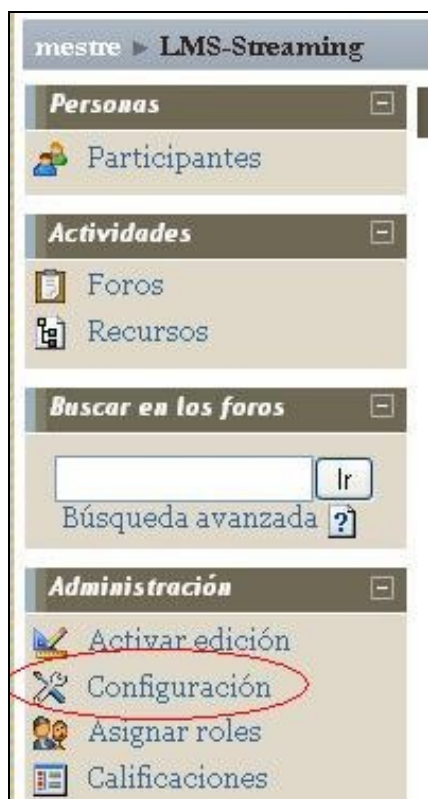 mestre ► LMS-Streaming
Personas
Participantes
Actividades
Foros
Recursos
Buscar en los foros
Ir
Búsqueda avanzada ?
Administración
Activar edición
Configuración
Asignar roles
Calificaciones